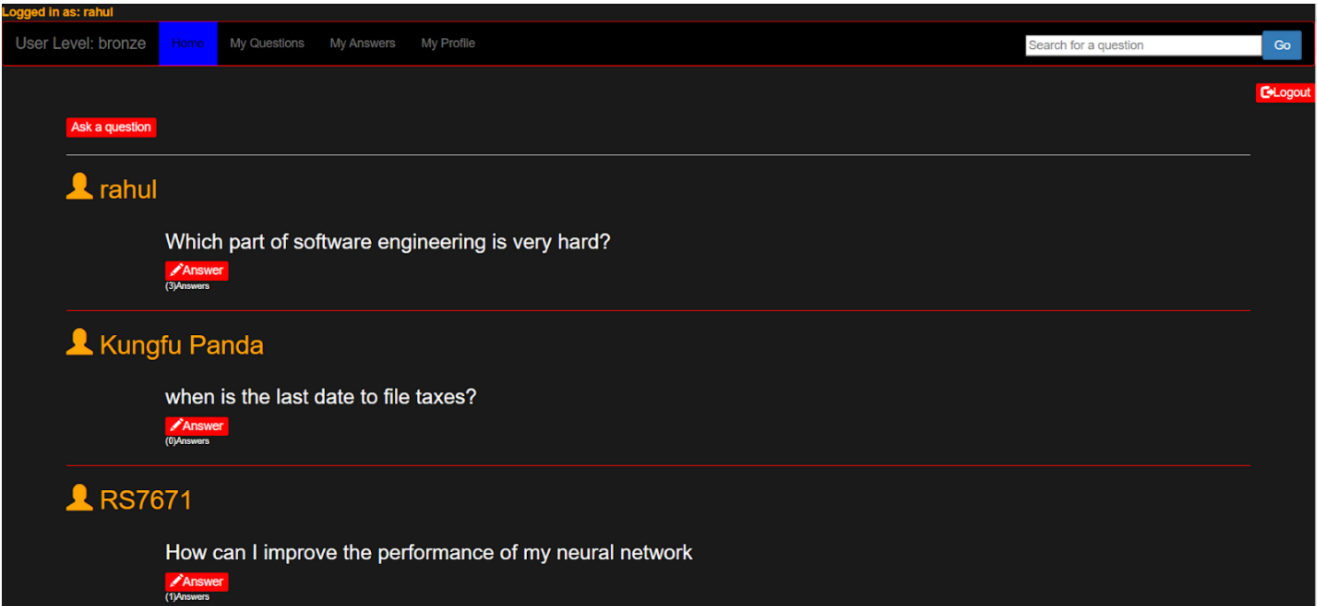 Logged in as: rahul
User Level: bronze Home My Questions My Answers My Profile Search for a question Go
Logout
Ask a question
rahul
Which part of software engineering is very hard?
Answer
(3)Answers
Kungfu Panda
when is the last date to file taxes?
Answer
(0)Answers
RS7671
How can I improve the performance of my neural network
Answer
(1)Answers